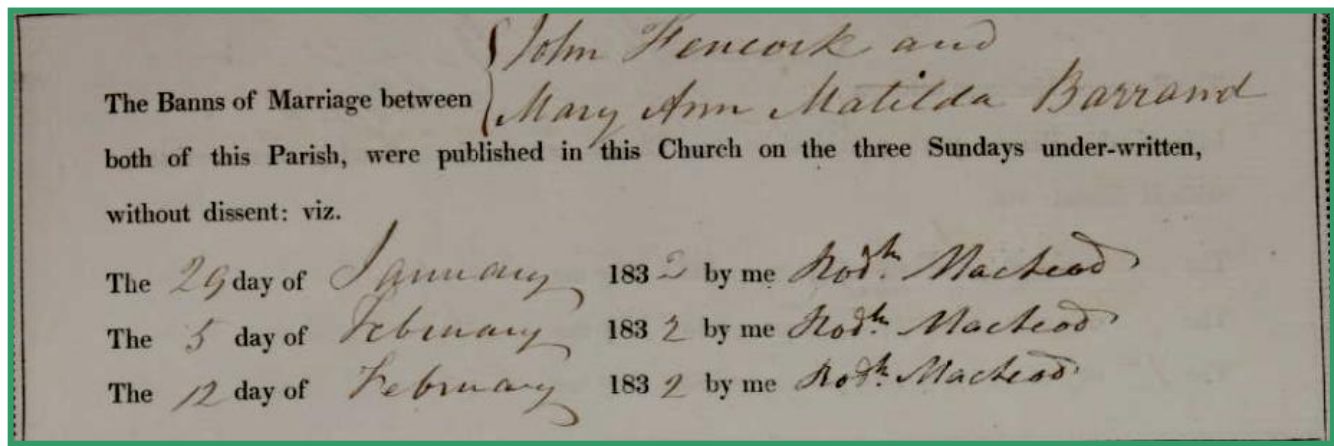 John Hencock and
The Banns of Marriage between Mary Ann Matilda Barrand
both of this Parish, were published in this Church on the three Sundays under-written,
without dissent: viz.
The 29 day of January 1832 by me Rodk. Macleod
The 5 day of February 1832 by me Rodk. Macleod
The 12 day of February 1832 by me Rodk. Macleod